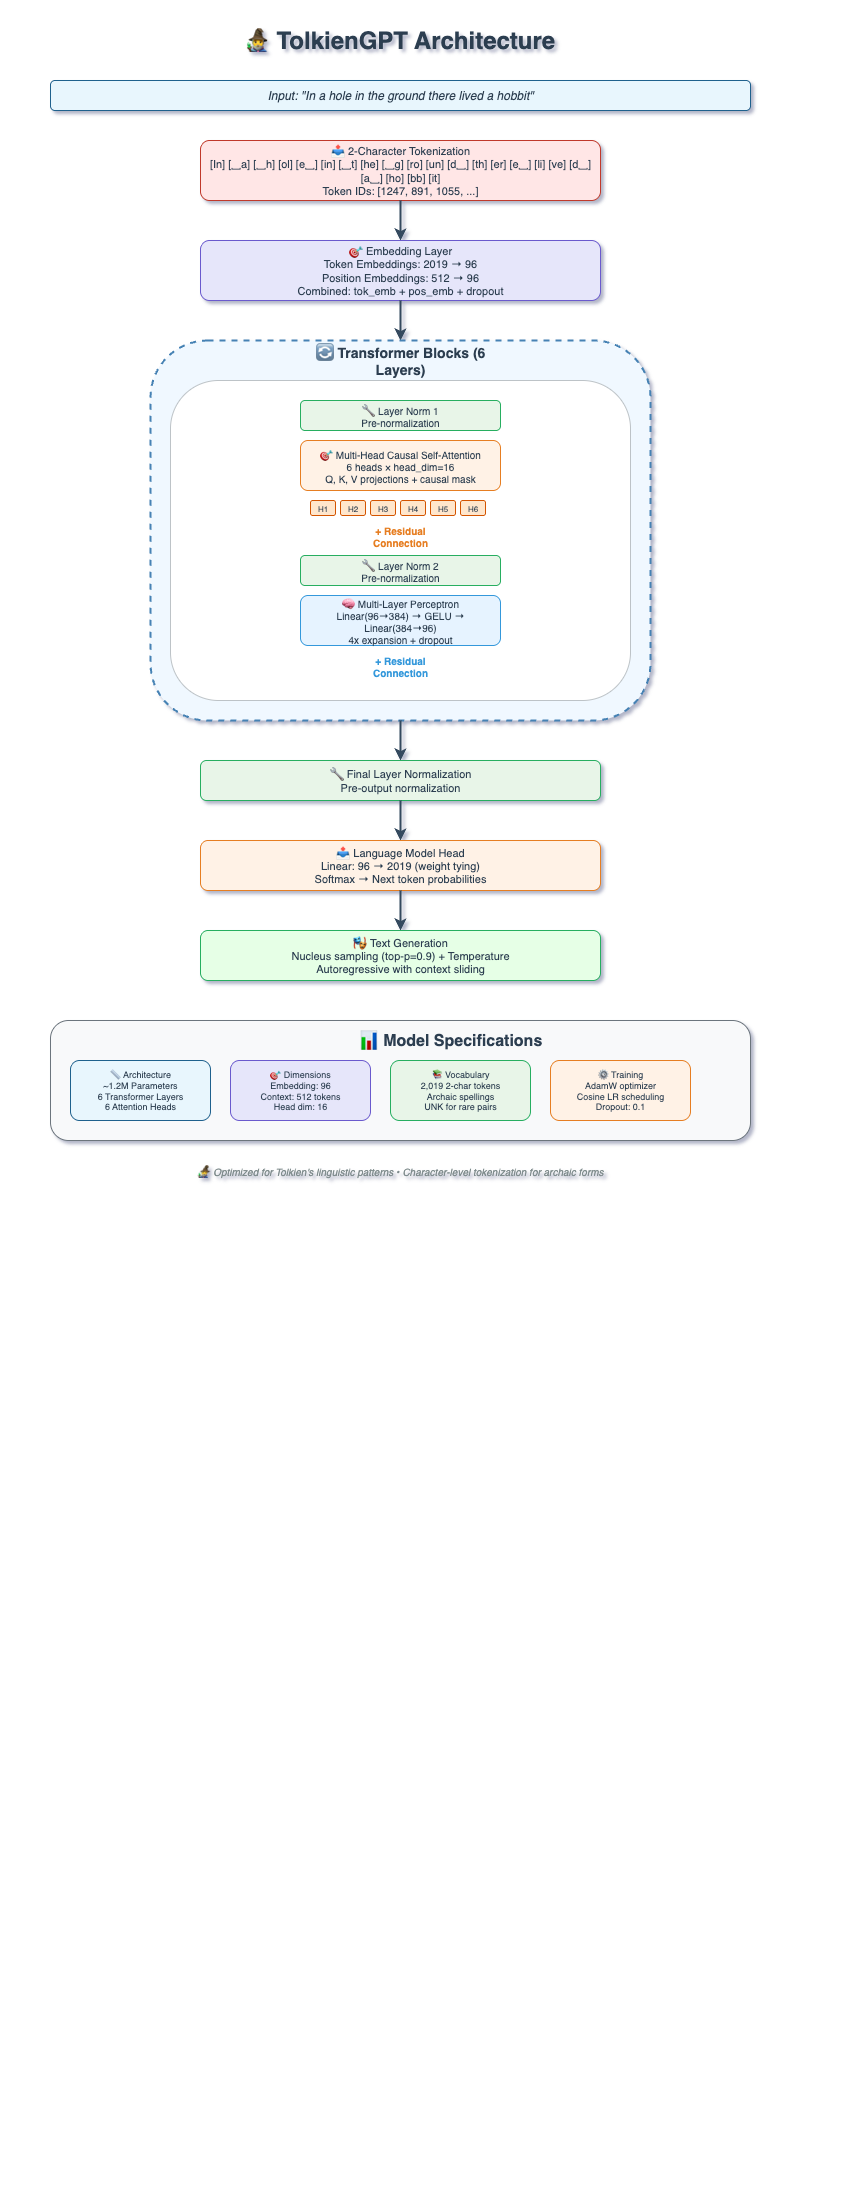 TolkienGPT Architecture
Input: "In a hole in the ground there lived a hobbit"
2-Character Tokenization
[In] [__a] [__h] [ol] [e__] [in] [__t] [he] [__g] [ro] [un] [d__] [th] [er] [e__] [li] [ve] [d__]
[a__] [ho] [bb] [it]
Token IDs: [1247, 891, 1055, ...]
Embedding Layer
Token Embeddings: 2019 → 96
Position Embeddings: 512 → 96
Combined: tok_emb + pos_emb + dropout
Transformer Blocks (6
Layers)
Layer Norm 1
Pre-normalization
Multi-Head Causal Self-Attention
6 heads × head_dim=16
Q, K, V projections + causal mask
H1 H2 H3 H4 H5 H6
+ Residual
Connection
Layer Norm 2
Pre-normalization
Multi-Layer Perceptron
Linear(96→384) → GELU →
Linear(384→96)
4x expansion + dropout
+ Residual
Connection
Final Layer Normalization
Pre-output normalization
Language Model Head
Linear: 96 → 2019 (weight tying)
Softmax → Next token probabilities
Text Generation
Nucleus sampling (top-p=0.9) + Temperature
Autoregressive with context sliding
Model Specifications
Architecture
~1.2M Parameters
6 Transformer Layers
6 Attention Heads
Dimensions
Embedding: 96
Context: 512 tokens
Head dim: 16
Vocabulary
2,019 2-char tokens
Archaic spellings
UNK for rare pairs
Training
AdamW optimizer
Cosine LR scheduling
Dropout: 0.1
Optimized for Tolkien's linguistic patterns • Character-level tokenization for archaic forms